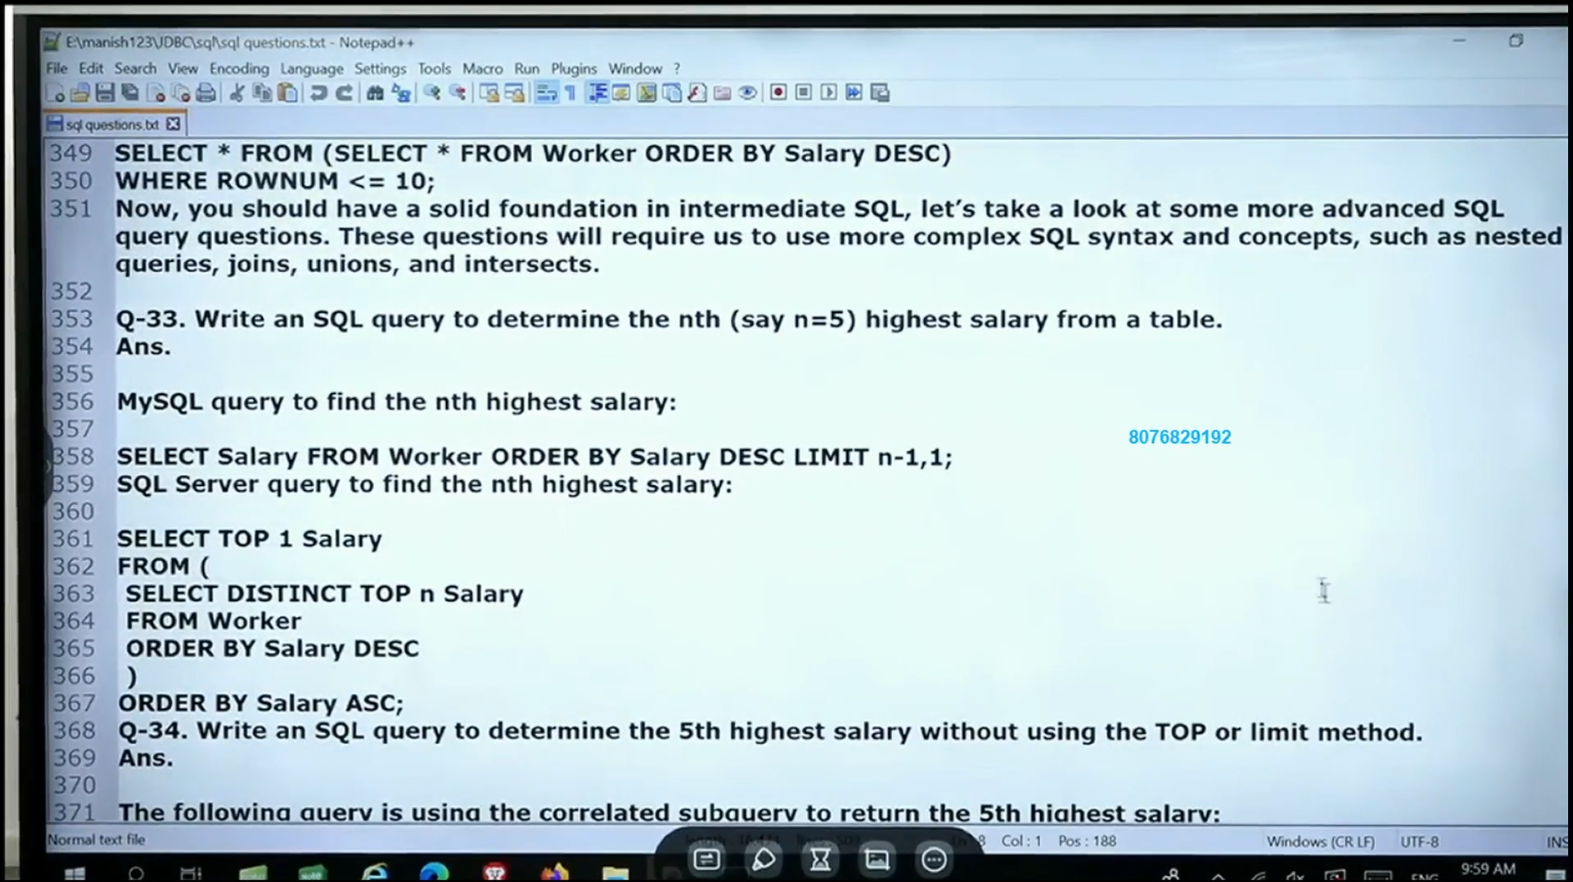 E:\manish123\JDBC\sql\sql questions.txt - Notepad++
File Edit Search View Encoding Language Settings Tools Macro Run Plugins Window ?
sql questions.txt
349 SELECT * FROM (SELECT * FROM Worker ORDER BY Salary DESC)
350 WHERE ROWNUM <= 10;
351 Now, you should have a solid foundation in intermediate SQL, let’s take a look at some more advanced SQL
query questions. These questions will require us to use more complex SQL syntax and concepts, such as nested
queries, joins, unions, and intersects.
352
353 Q-33. Write an SQL query to determine the nth (say n=5) highest salary from a table.
354 Ans.
355
356 MySQL query to find the nth highest salary:
357
8076829192
358 SELECT Salary FROM Worker ORDER BY Salary DESC LIMIT n-1,1;
359 SQL Server query to find the nth highest salary:
360
361 SELECT TOP 1 Salary
362 FROM (
363 SELECT DISTINCT TOP n Salary
364 FROM Worker
365 ORDER BY Salary DESC
366 )
367 ORDER BY Salary ASC;
368 Q-34. Write an SQL query to determine the 5th highest salary without using the TOP or limit method.
369 Ans.
370
371 The following query is using the correlated subquery to return the 5th highest salary:
Normal text file Col : 1 Pos : 188 Windows (CR LF) UTF-8 INS
ENG 9:59 AM